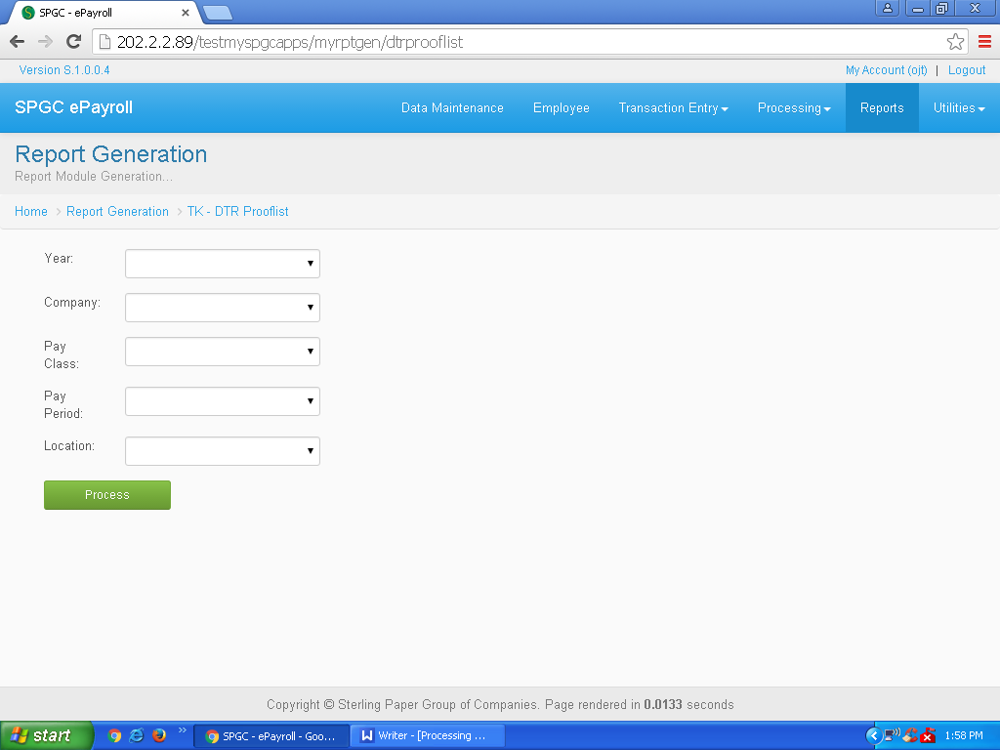 SPGC - ePayroll
202.2.2.89/testmyspgcapps/myrptgen/dtrprooflist
Version S.1.0.0.4 My Account (ojt) | Logout
SPGC ePayroll Data Maintenance Employee Transaction Entry Processing Reports Utilities
Report Generation
Report Module Generation...
Home > Report Generation > TK - DTR Prooflist
Year:
Company:
Pay
Class:
Pay
Period:
Location:
Process
Copyright © Sterling Paper Group of Companies. Page rendered in 0.0133 seconds
start SPGC - ePayroll - Goo... Writer - [Processing ... 1:58 PM